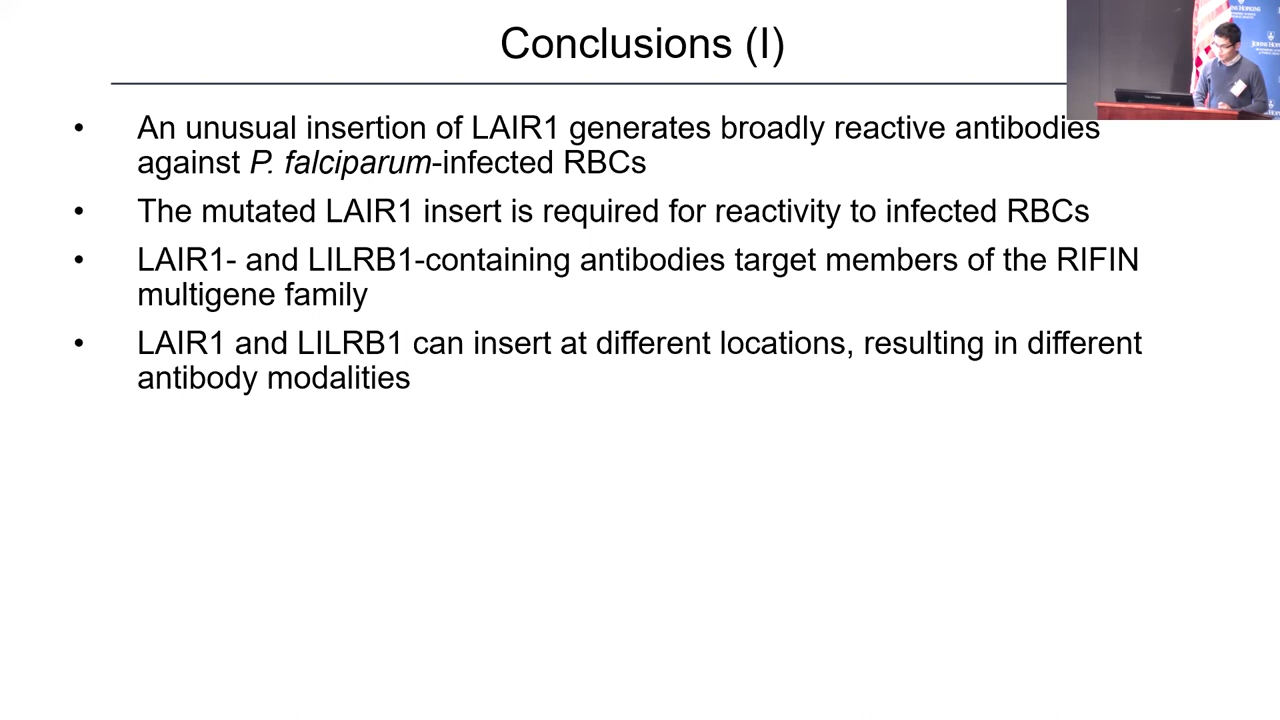 Conclusions (I)
• An unusual insertion of LAIR1 generates broadly reactive antibodies
against P. falciparum-infected RBCs
• The mutated LAIR1 insert is required for reactivity to infected RBCs
• LAIR1- and LILRB1-containing antibodies target members of the RIFIN
multigene family
• LAIR1 and LILRB1 can insert at different locations, resulting in different
antibody modalities